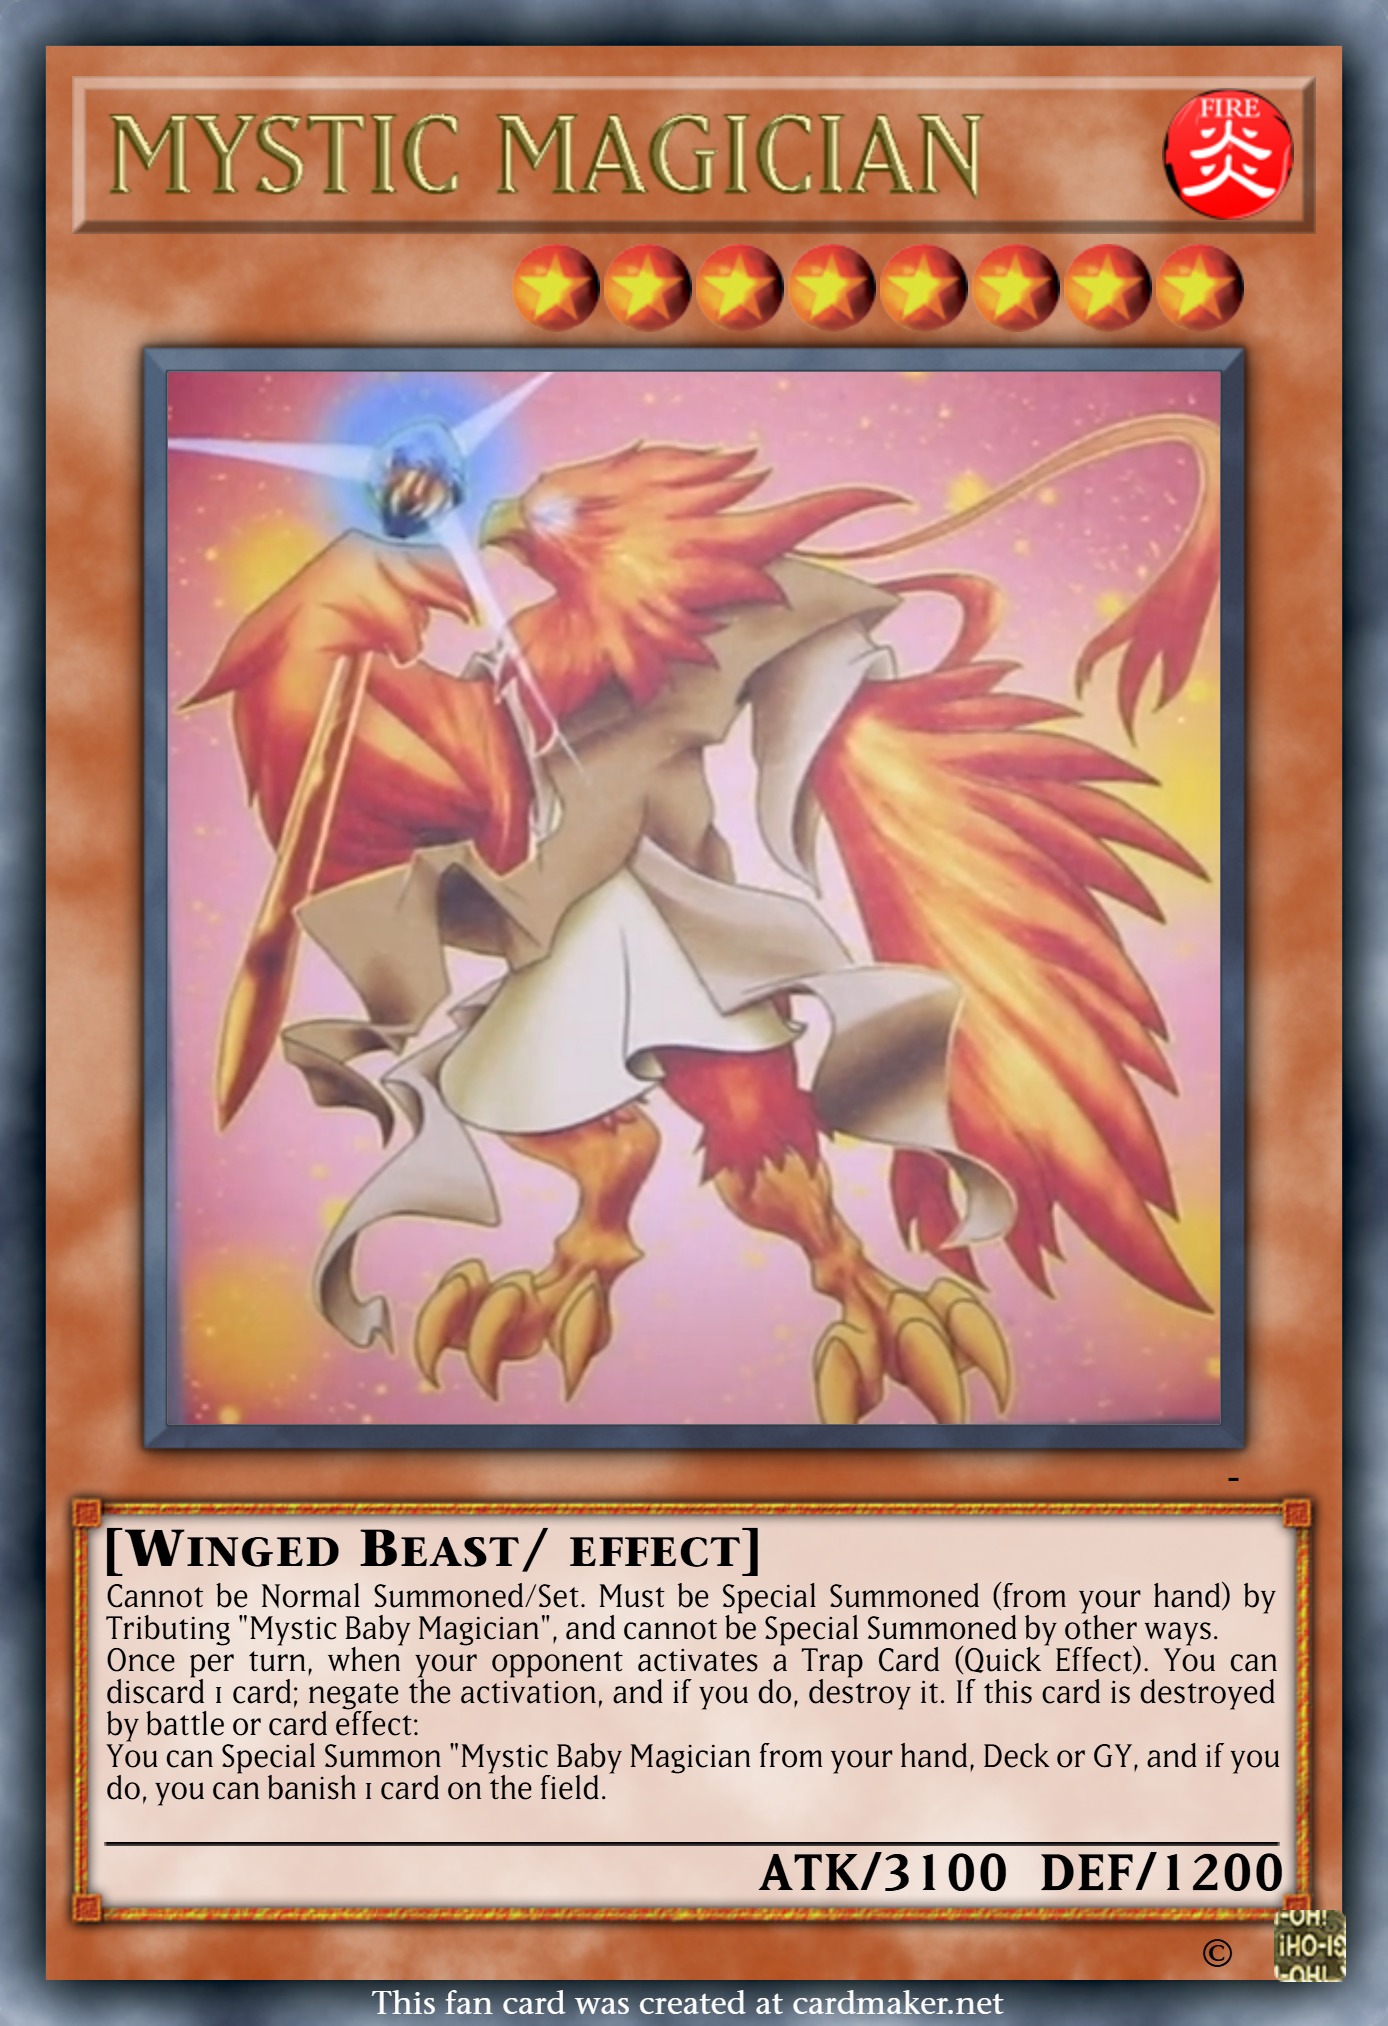 MYSTIC MAGICIAN
FIRE
炎
-
[WINGED BEAST/ EFFECT]
Cannot be Normal Summoned/Set. Must be Special Summoned (from your hand) by
Tributing "Mystic Baby Magician", and cannot be Special Summoned by other ways.
Once per turn, when your opponent activates a Trap Card (Quick Effect). You can
discard 1 card; negate the activation, and if you do, destroy it. If this card is destroyed
by battle or card effect:
You can Special Summon "Mystic Baby Magician from your hand, Deck or GY, and if you
do, you can banish 1 card on the field.
ATK/3100 DEF/1200
©
This fan card was created at cardmaker.net